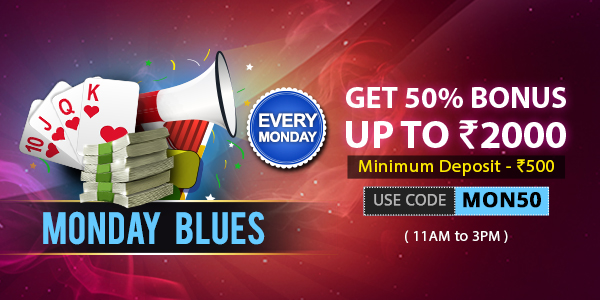 10 J Q K
EVERY
MONDAY
MONDAY BLUES
GET 50% BONUS
UP TO ₹2000
Minimum Deposit - ₹500
USE CODE MON50
( 11AM to 3PM )